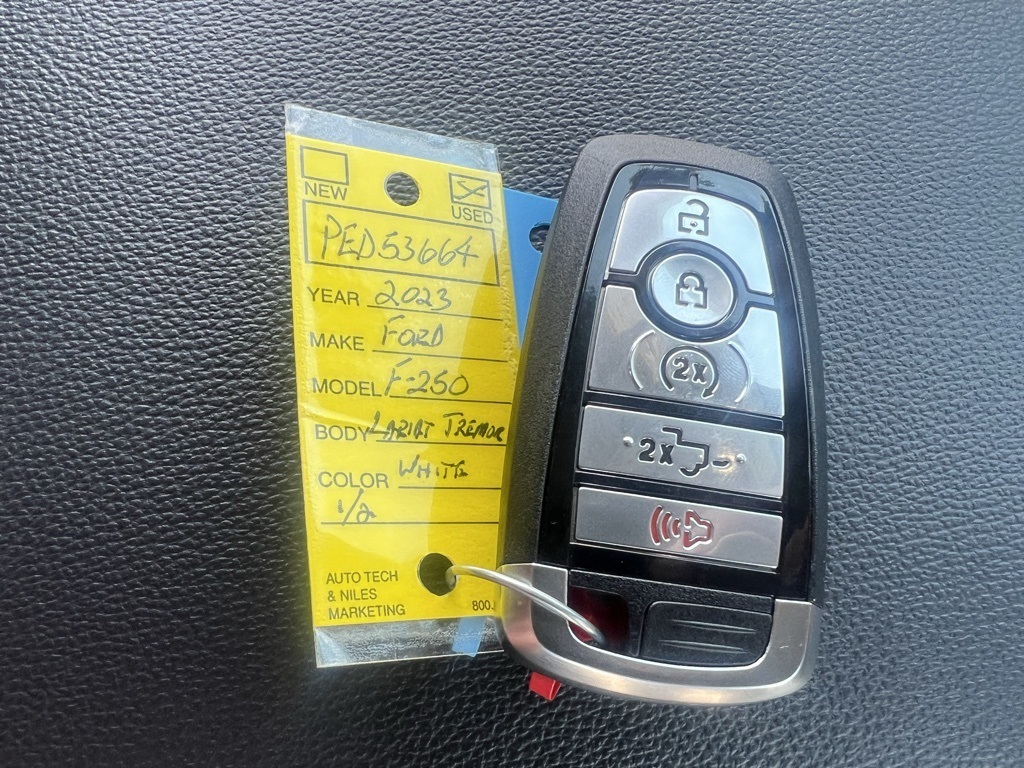 NEW
USED
PED53664
YEAR 2023
MAKE FORD
MODEL F-250
BODY LARIAT TREMOR
COLOR WHITE
1/2
AUTO TECH
& NILES
MARKETING
800.
2X
2X